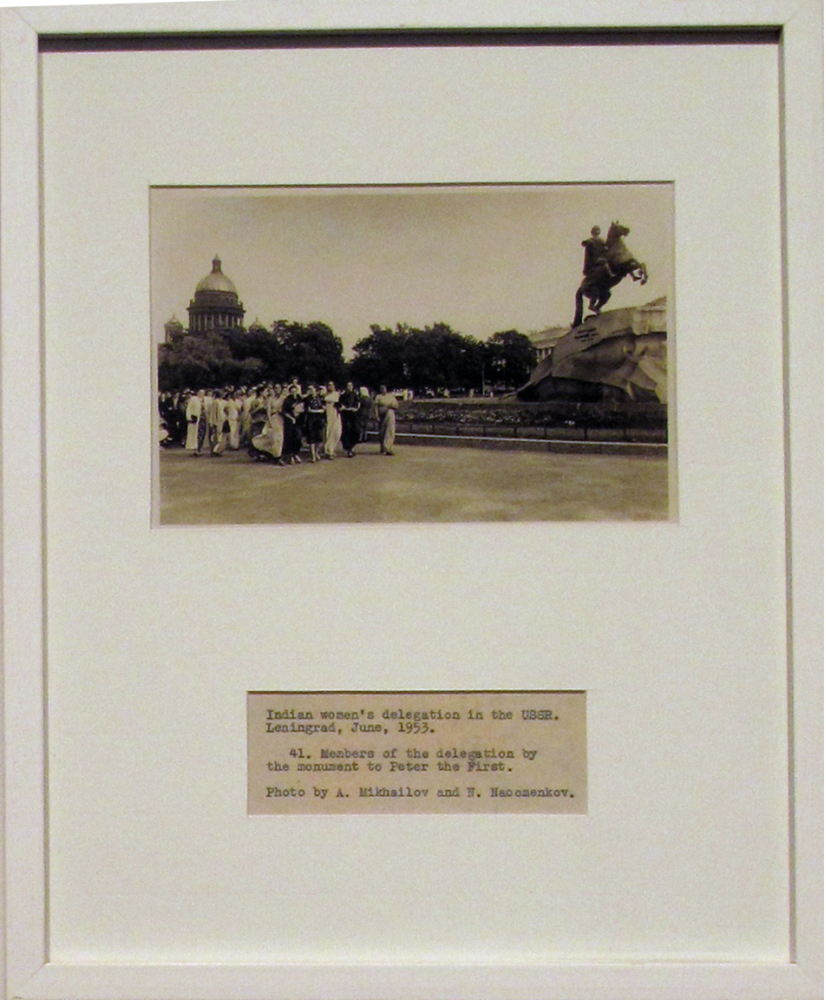 Indian women's delegation in the USSR.
Leningrad, June, 1953.
41. Members of the delegation by
the monument to Peter the First.
Photo by A. Mikhailov and N.